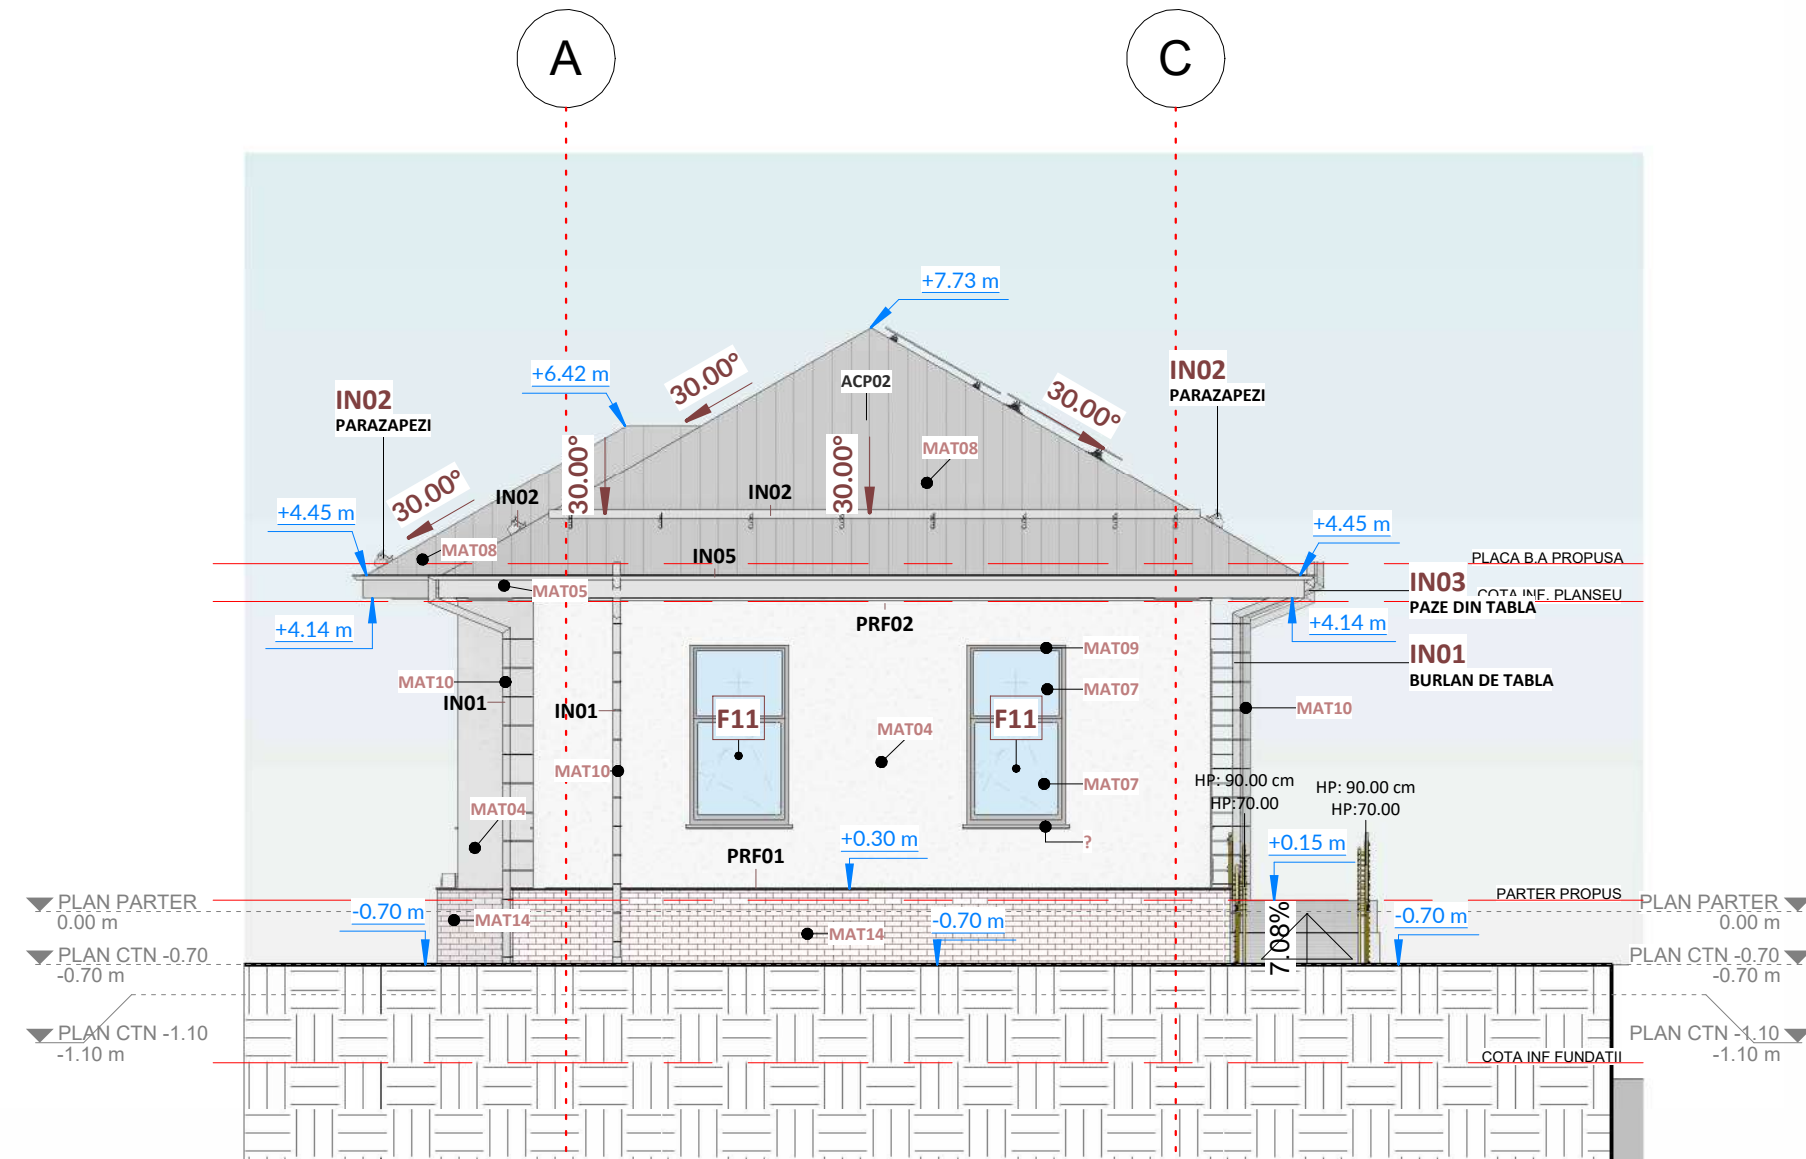 A
C
+7.73 m
+6.42 m
30.00°
ACP02
30.00°
IN02
PARAZAPEZI
IN02
PARAZAPEZI
MAT08
30.00°
30.00°
30.00°
IN02
IN02
+4.45 m
+4.45 m
MAT08
IN05
PLACA B.A PROPUSA
MAT05
IN03
PAZE DIN TABLA
COTA INF. PLANSEU
+4.14 m
PRF02
+4.14 m
MAT09
IN01
BURLAN DE TABLA
MAT10
IN01
IN01
MAT07
MAT10
F11
F11
MAT04
MAT10
MAT07
HP: 90.00 cm
HP:70.00
HP: 90.00 cm
HP:70.00
MAT04
?
+0.30 m
+0.15 m
PRF01
PARTER PROPUS
PLAN PARTER
0.00 m
PLAN PARTER
0.00 m
-0.70 m
MAT14
MAT14
-0.70 m
7.08%
-0.70 m
PLAN CTN -0.70
-0.70 m
PLAN CTN -0.70
-0.70 m
PLAN CTN -1.10
-1.10 m
PLAN CTN -1.10
-1.10 m
COTA INF FUNDATII